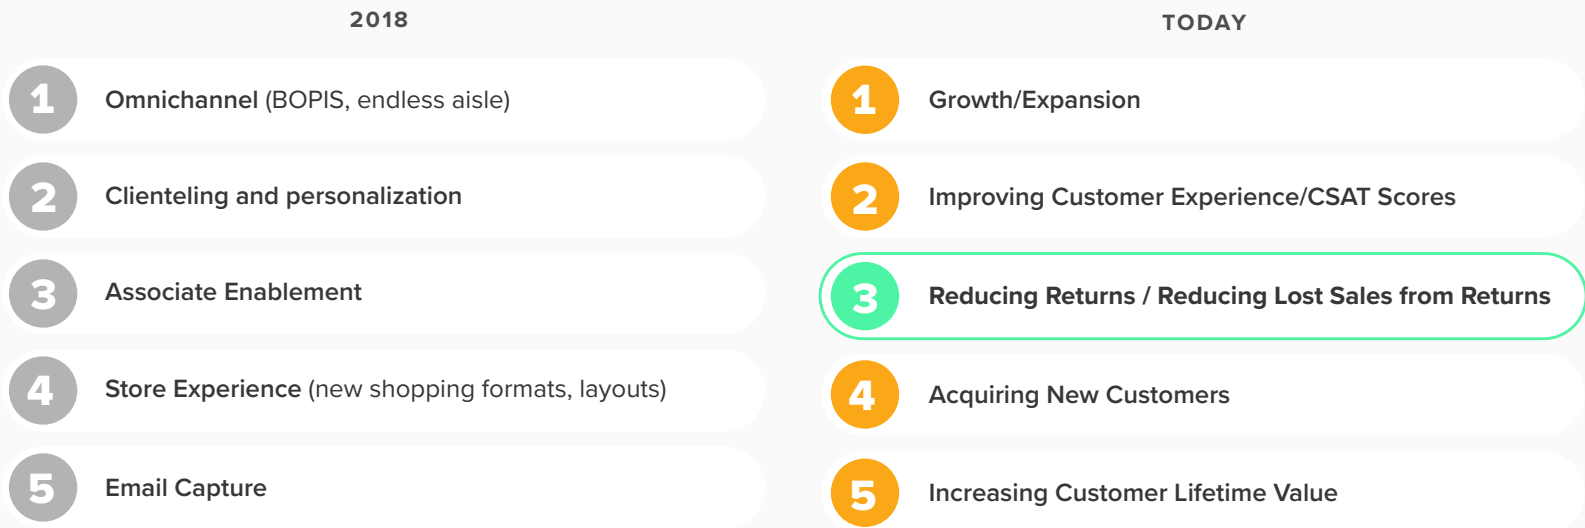 2018
1 Omnichannel (BOPIS, endless aisle)
2 Clienteling and personalization
3 Associate Enablement
4 Store Experience (new shopping formats, layouts)
5 Email Capture
TODAY
1 Growth/Expansion
2 Improving Customer Experience/CSAT Scores
3 Reducing Returns / Reducing Lost Sales from Returns
4 Acquiring New Customers
5 Increasing Customer Lifetime Value